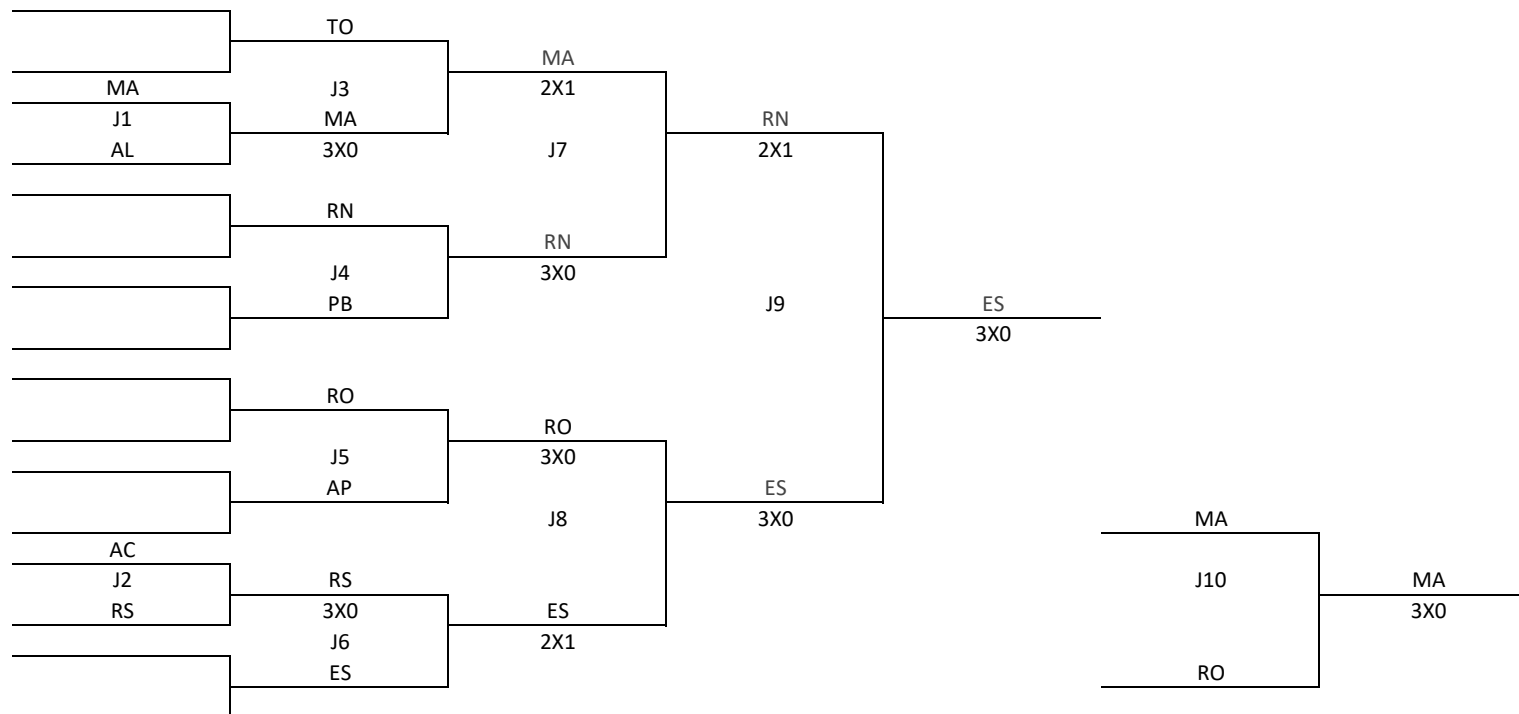 TO
MA
MA
J3
2X1
RN
J1
MA
AL
3X0
J7
2X1
RN
RN
J4
3X0
PB
J9
ES
3X0
RO
RO
J5
3X0
AP
ES
J8
3X0
MA
AC
J2
RS
J10
MA
RS
3X0
ES
3X0
J6
2X1
ES
RO